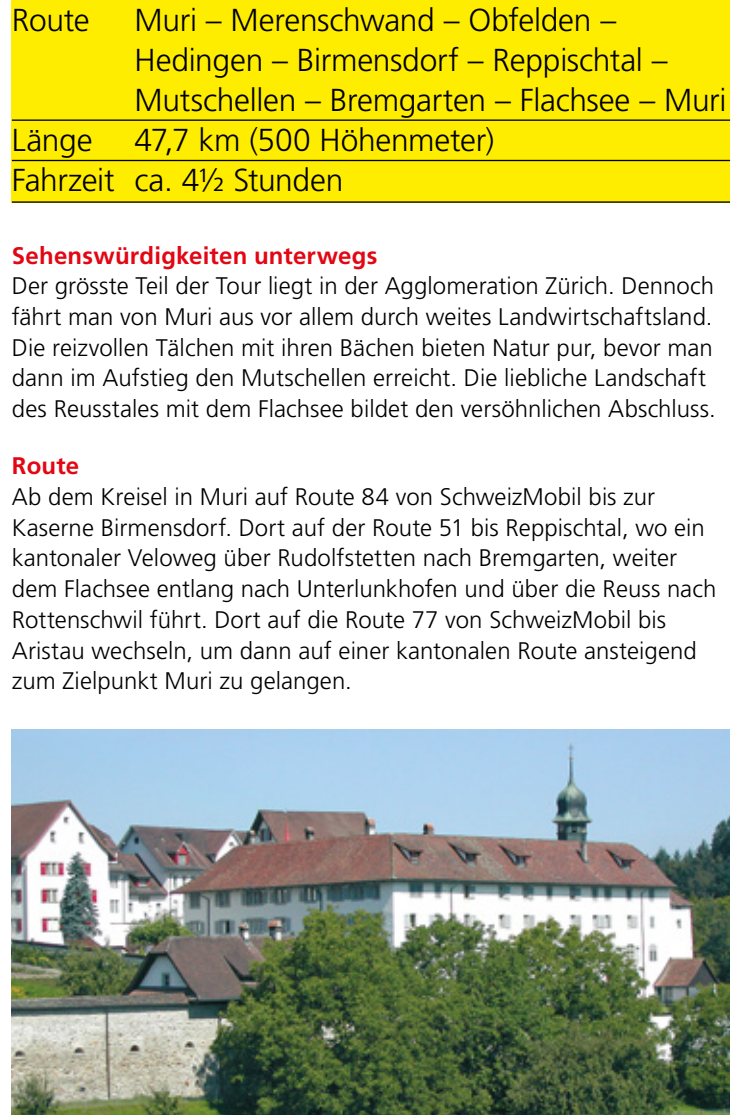 Route Muri – Merenschwand – Obfelden –
Hedingen – Birmensdorf – Reppischtal –
Mutschellen – Bremgarten – Flachsee – Muri
Länge 47,7 km (500 Höhenmeter)
Fahrzeit ca. 4½ Stunden
Sehenswürdigkeiten unterwegs
Der grösste Teil der Tour liegt in der Agglomeration Zürich. Dennoch
fährt man von Muri aus vor allem durch weites Landwirtschaftsland.
Die reizvollen Tälchen mit ihren Bächen bieten Natur pur, bevor man
dann im Aufstieg den Mutschellen erreicht. Die liebliche Landschaft
des Reusstales mit dem Flachsee bildet den versöhnlichen Abschluss.
Route
Ab dem Kreisel in Muri auf Route 84 von SchweizMobil bis zur
Kaserne Birmensdorf. Dort auf der Route 51 bis Reppischtal, wo ein
kantonaler Veloweg über Rudolfstetten nach Bremgarten, weiter
dem Flachsee entlang nach Unterlunkhofen und über die Reuss nach
Rottenschwil führt. Dort auf die Route 77 von SchweizMobil bis
Aristau wechseln, um dann auf einer kantonalen Route ansteigend
zum Zielpunkt Muri zu gelangen.